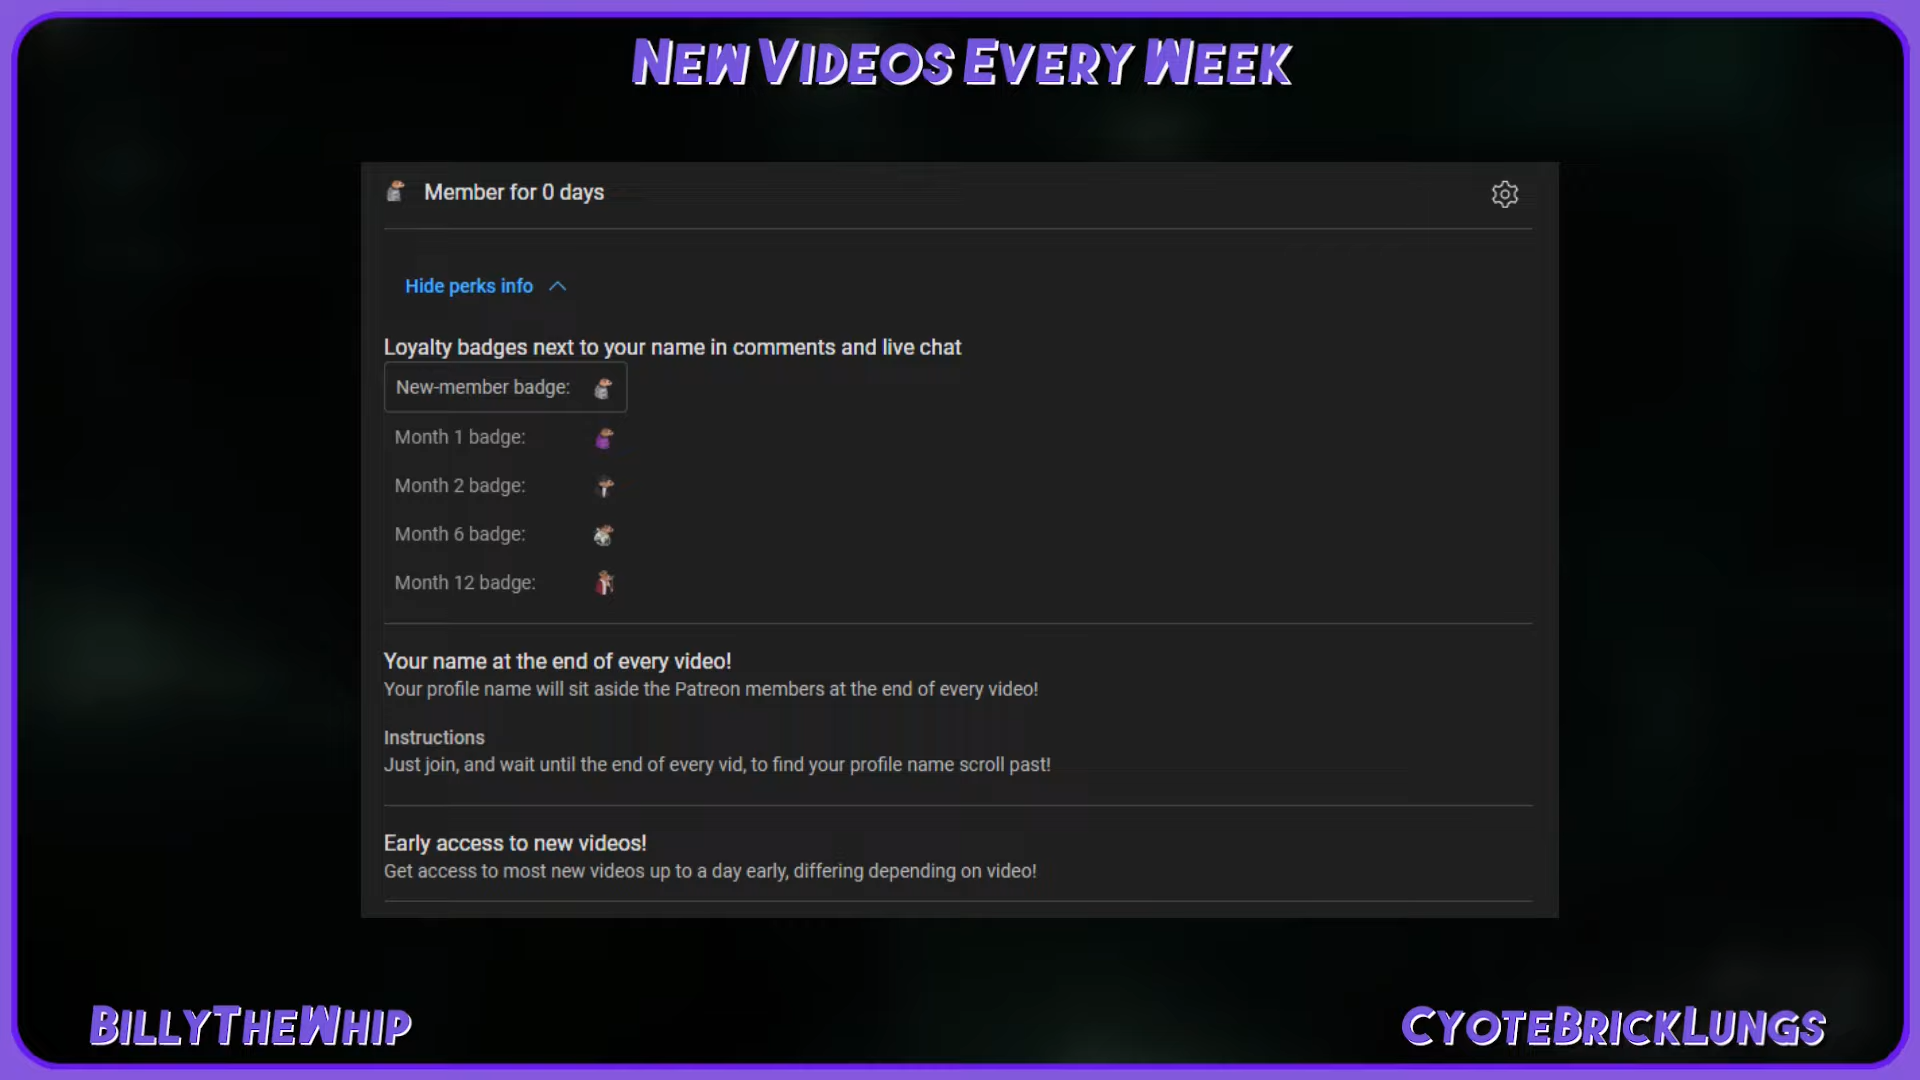 NEW VIDEOS EVERY WEEK
Member for 0 days
Hide perks info
Loyalty badges next to your name in comments and live chat
New-member badge:
Month 1 badge:
Month 2 badge:
Month 6 badge:
Month 12 badge:
Your name at the end of every video!
Your profile name will sit aside the Patreon members at the end of every video!
Instructions
Just join, and wait until the end of every vid, to find your profile name scroll past!
Early access to new videos!
Get access to most new videos up to a day early, differing depending on video!
BILLYTHEWHIP
CYOTEBRICKLUNGS